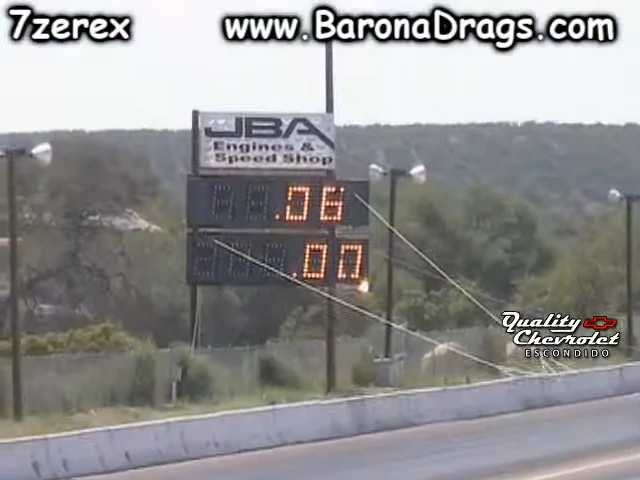 7zerex
www.BaronaDrags.com
JBA
Engines &
Speed Shop
.06
.00
Quality
Chevrolet
ESCONDIDO